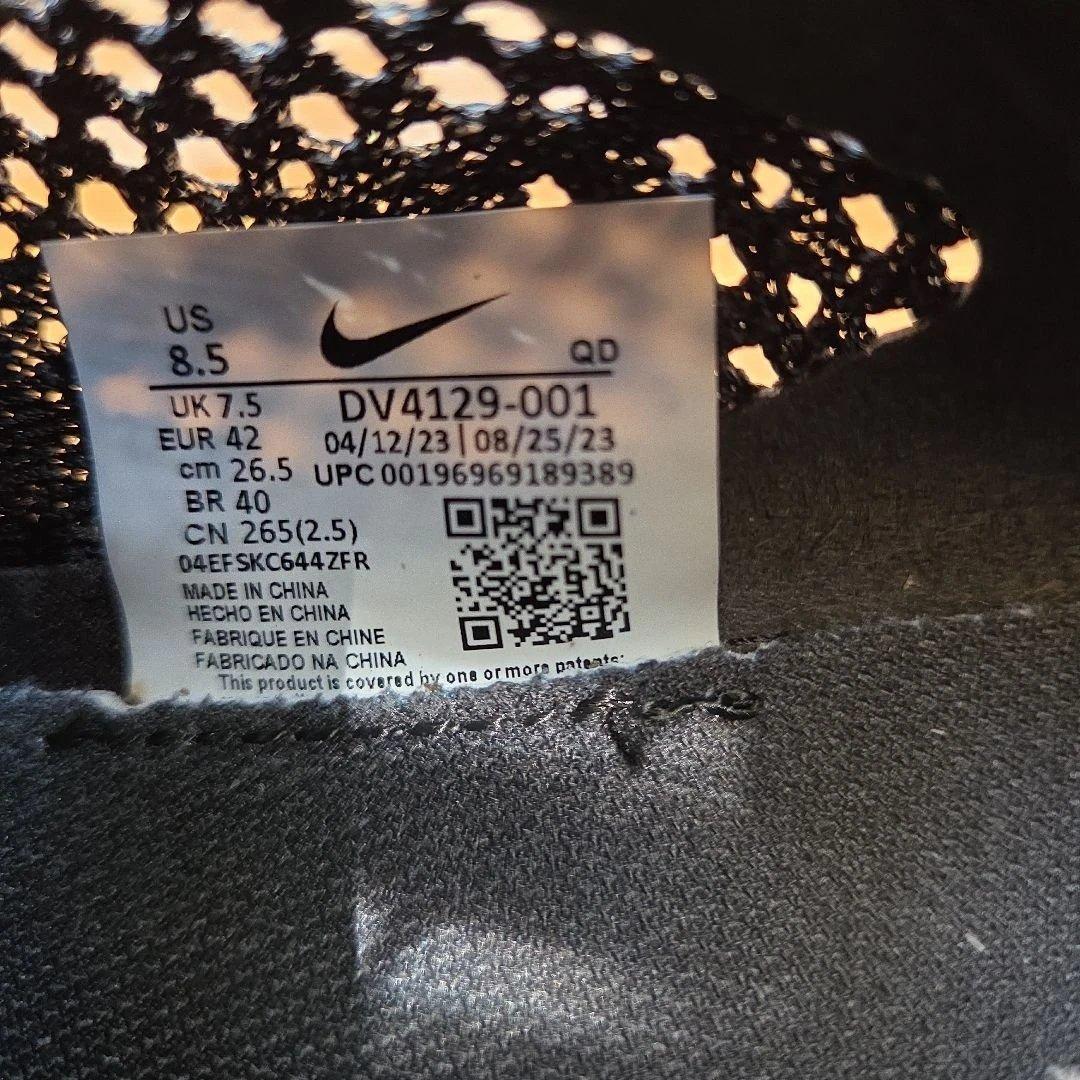 US
8.5
QD
UK 7.5 DV4129-001
EUR 42 04/12/23 | 08/25/23
cm 26.5 UPC 00196969189389
BR 40
CN 265(2.5)
04EFSKC644ZFR
MADE IN CHINA
HECHO EN CHINA
FABRIQUE EN CHINE
FABRICADO NA CHINA
This product is covered by one or more patents: